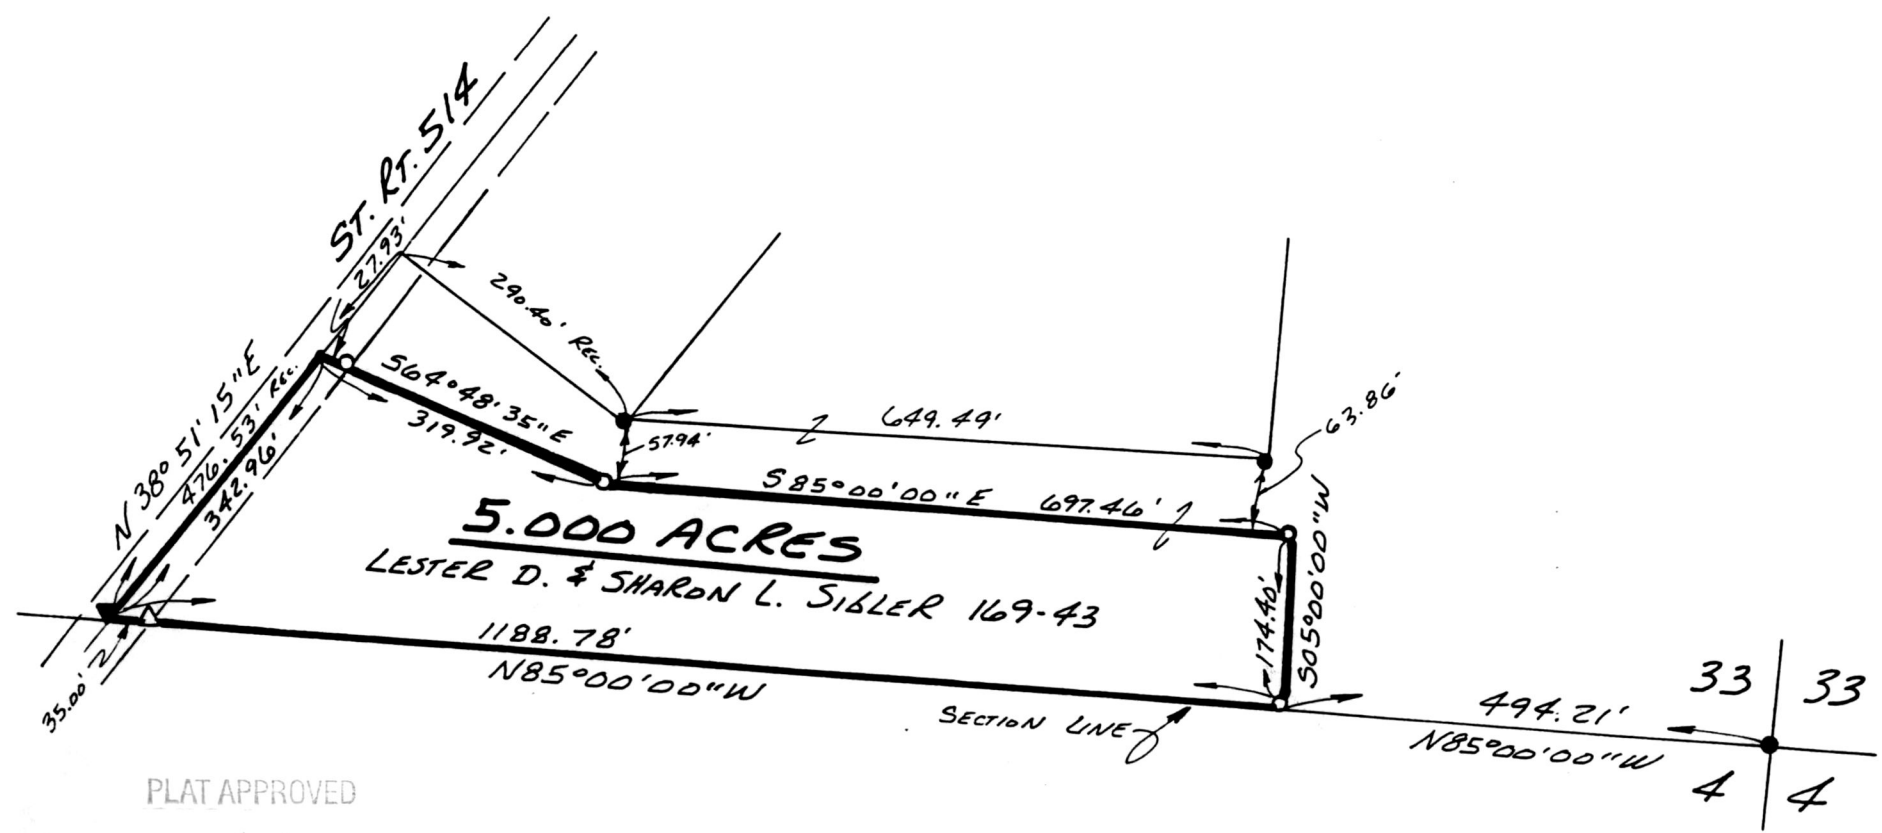 ST. RT. 514
27.93'
290.40' REC.
N 38° 51' 15" E
476.53' REC.
342.96'
S64°48'35"E
319.92'
57.94'
649.49'
63.86'
S85°00'00"E 697.46'
5.000 ACRES
LESTER D. & SHARON L. SIBLER 169-43
174.40'
S05°00'00"W
1188.78'
N85°00'00"W
35.00'
SECTION LINE
494.21'
N85°00'00"W
33 33
4 4
PLAT APPROVED